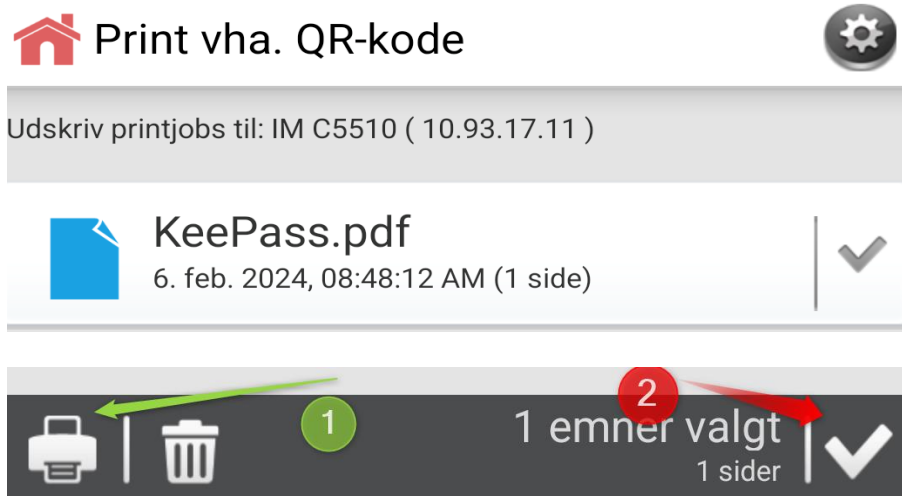 Print vha. QR-kode
Udskriv printjobs til: IM C5510 ( 10.93.17.11 )
KeePass.pdf
6. feb. 2024, 08:48:12 AM (1 side)
1
2
1 emner valgt
1 sider